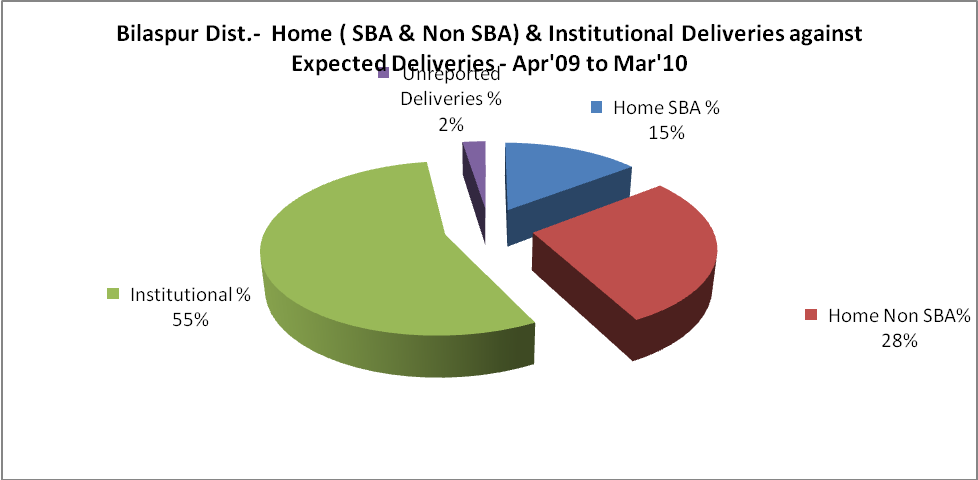 Bilaspur Dist.- Home ( SBA & Non SBA) & Institutional Deliveries against
Expected Deliveries - Apr'09 to Mar'10
Unreported
Deliveries %
2%
Home SBA %
15%
Institutional %
55%
Home Non SBA%
28%